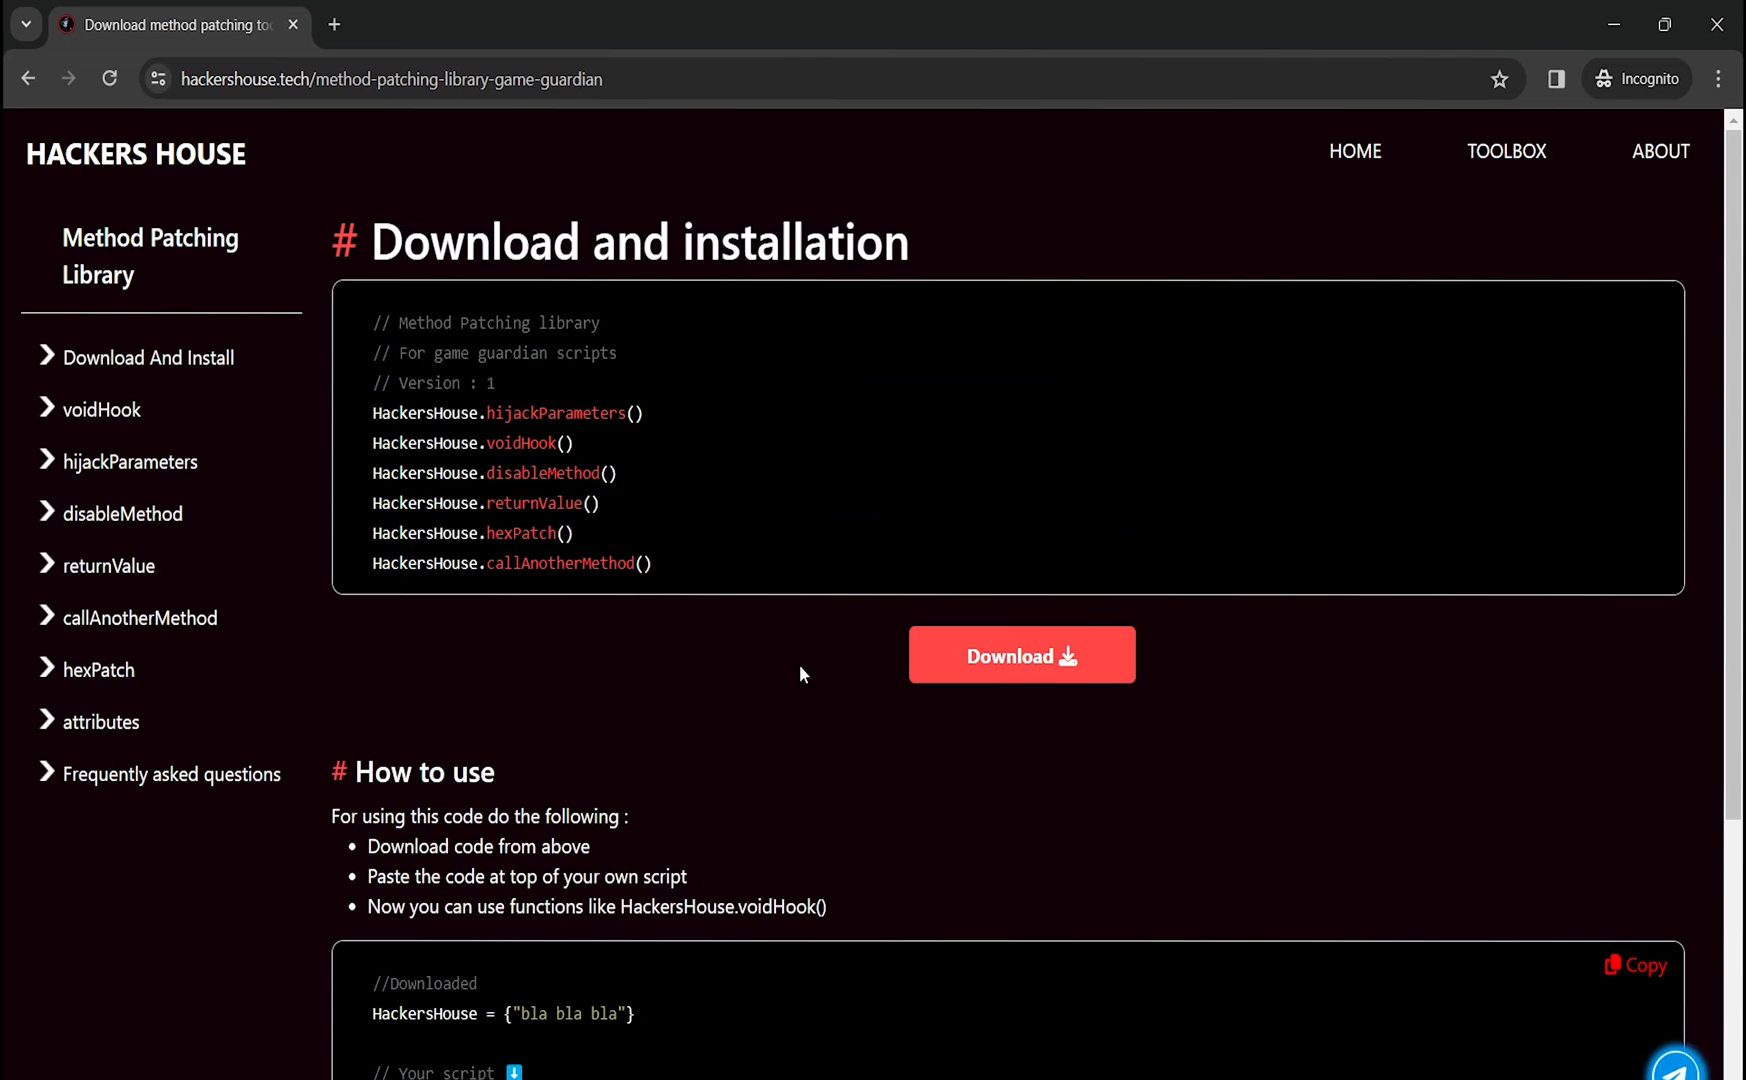 Download method patching too
hackershouse.tech/method-patching-library-game-guardian
Incognito
HACKERS HOUSE
HOME
TOOLBOX
ABOUT
Method Patching
Library
Download And Install
voidHook
hijackParameters
disableMethod
returnValue
callAnotherMethod
hexPatch
attributes
Frequently asked questions
# Download and installation
// Method Patching library
// For game guardian scripts
// Version : 1
HackersHouse.hijackParameters()
HackersHouse.voidHook()
HackersHouse.disableMethod()
HackersHouse.returnValue()
HackersHouse.hexPatch()
HackersHouse.callAnotherMethod()
Download
# How to use
For using this code do the following :
• Download code from above
• Paste the code at top of your own script
• Now you can use functions like HackersHouse.voidHook()
Copy
//Downloaded
HackersHouse = {"bla bla bla"}
// Your script